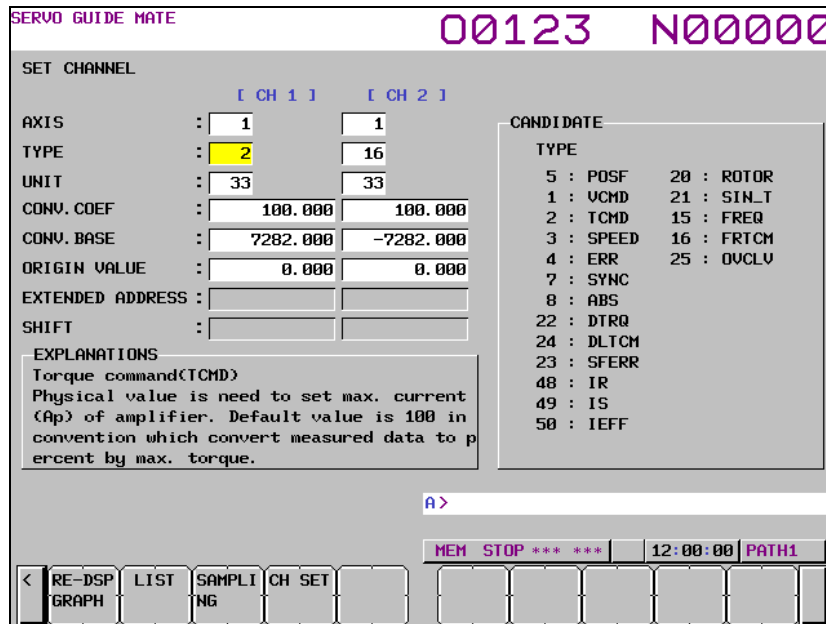 SERVO GUIDE MATE
O0123 N00000
SET CHANNEL
[ CH 1 ] [ CH 2 ]
AXIS : 1 1
TYPE : 2 16
UNIT : 33 33
CONV.COEF : 100.000 100.000
CONV.BASE : 7282.000 -7282.000
ORIGIN VALUE : 0.000 0.000
EXTENDED ADDRESS :
SHIFT :
EXPLANATIONS
Torque command(TCMD)
Physical value is need to set max. current
(Ap) of amplifier. Default value is 100 in
convention which convert measured data to p
ercent by max. torque.
CANDIDATE
TYPE
5 : POSF 20 : ROTOR
1 : VCMD 21 : SIN_T
2 : TCMD 15 : FREQ
3 : SPEED 16 : FRTCM
4 : ERR 25 : OVCLV
7 : SYNC
8 : ABS
22 : DTRQ
24 : DLTCM
23 : SFERR
48 : IR
49 : IS
50 : IEFF
A>
MEM STOP *** *** 12:00:00 PATH1
< RE-DSP LIST SAMPLI CH SET
GRAPH NG